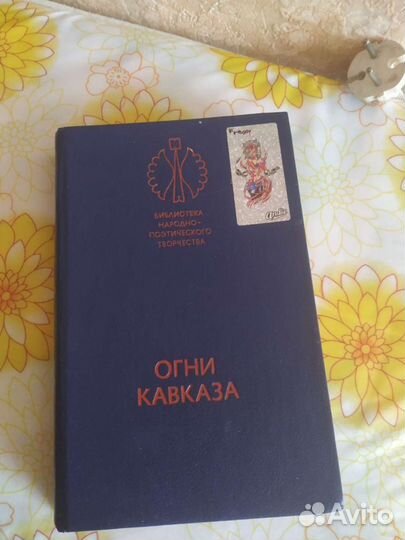 БИБЛИОТЕКА
НАРОДНО-
ПОЭТИЧЕСКОГО
ТВОРЧЕСТВА
ОГНИ
КАВКАЗА
Avito